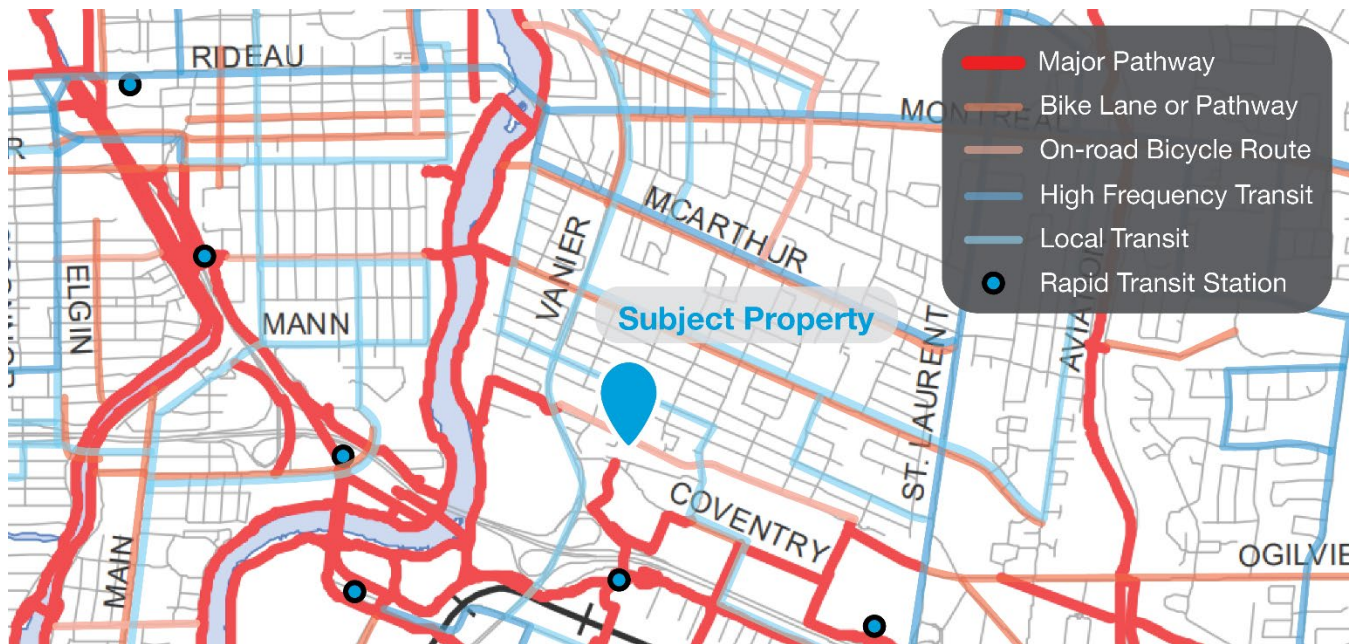 RIDEAU
MONTREAL
MCARTHUR
VANIER
ELGIN
MANN
Subject Property
ST. LAURENT
COVENTRY
OGILVIE
MAIN
Major Pathway
Bike Lane or Pathway
On-road Bicycle Route
High Frequency Transit
Local Transit
Rapid Transit Station